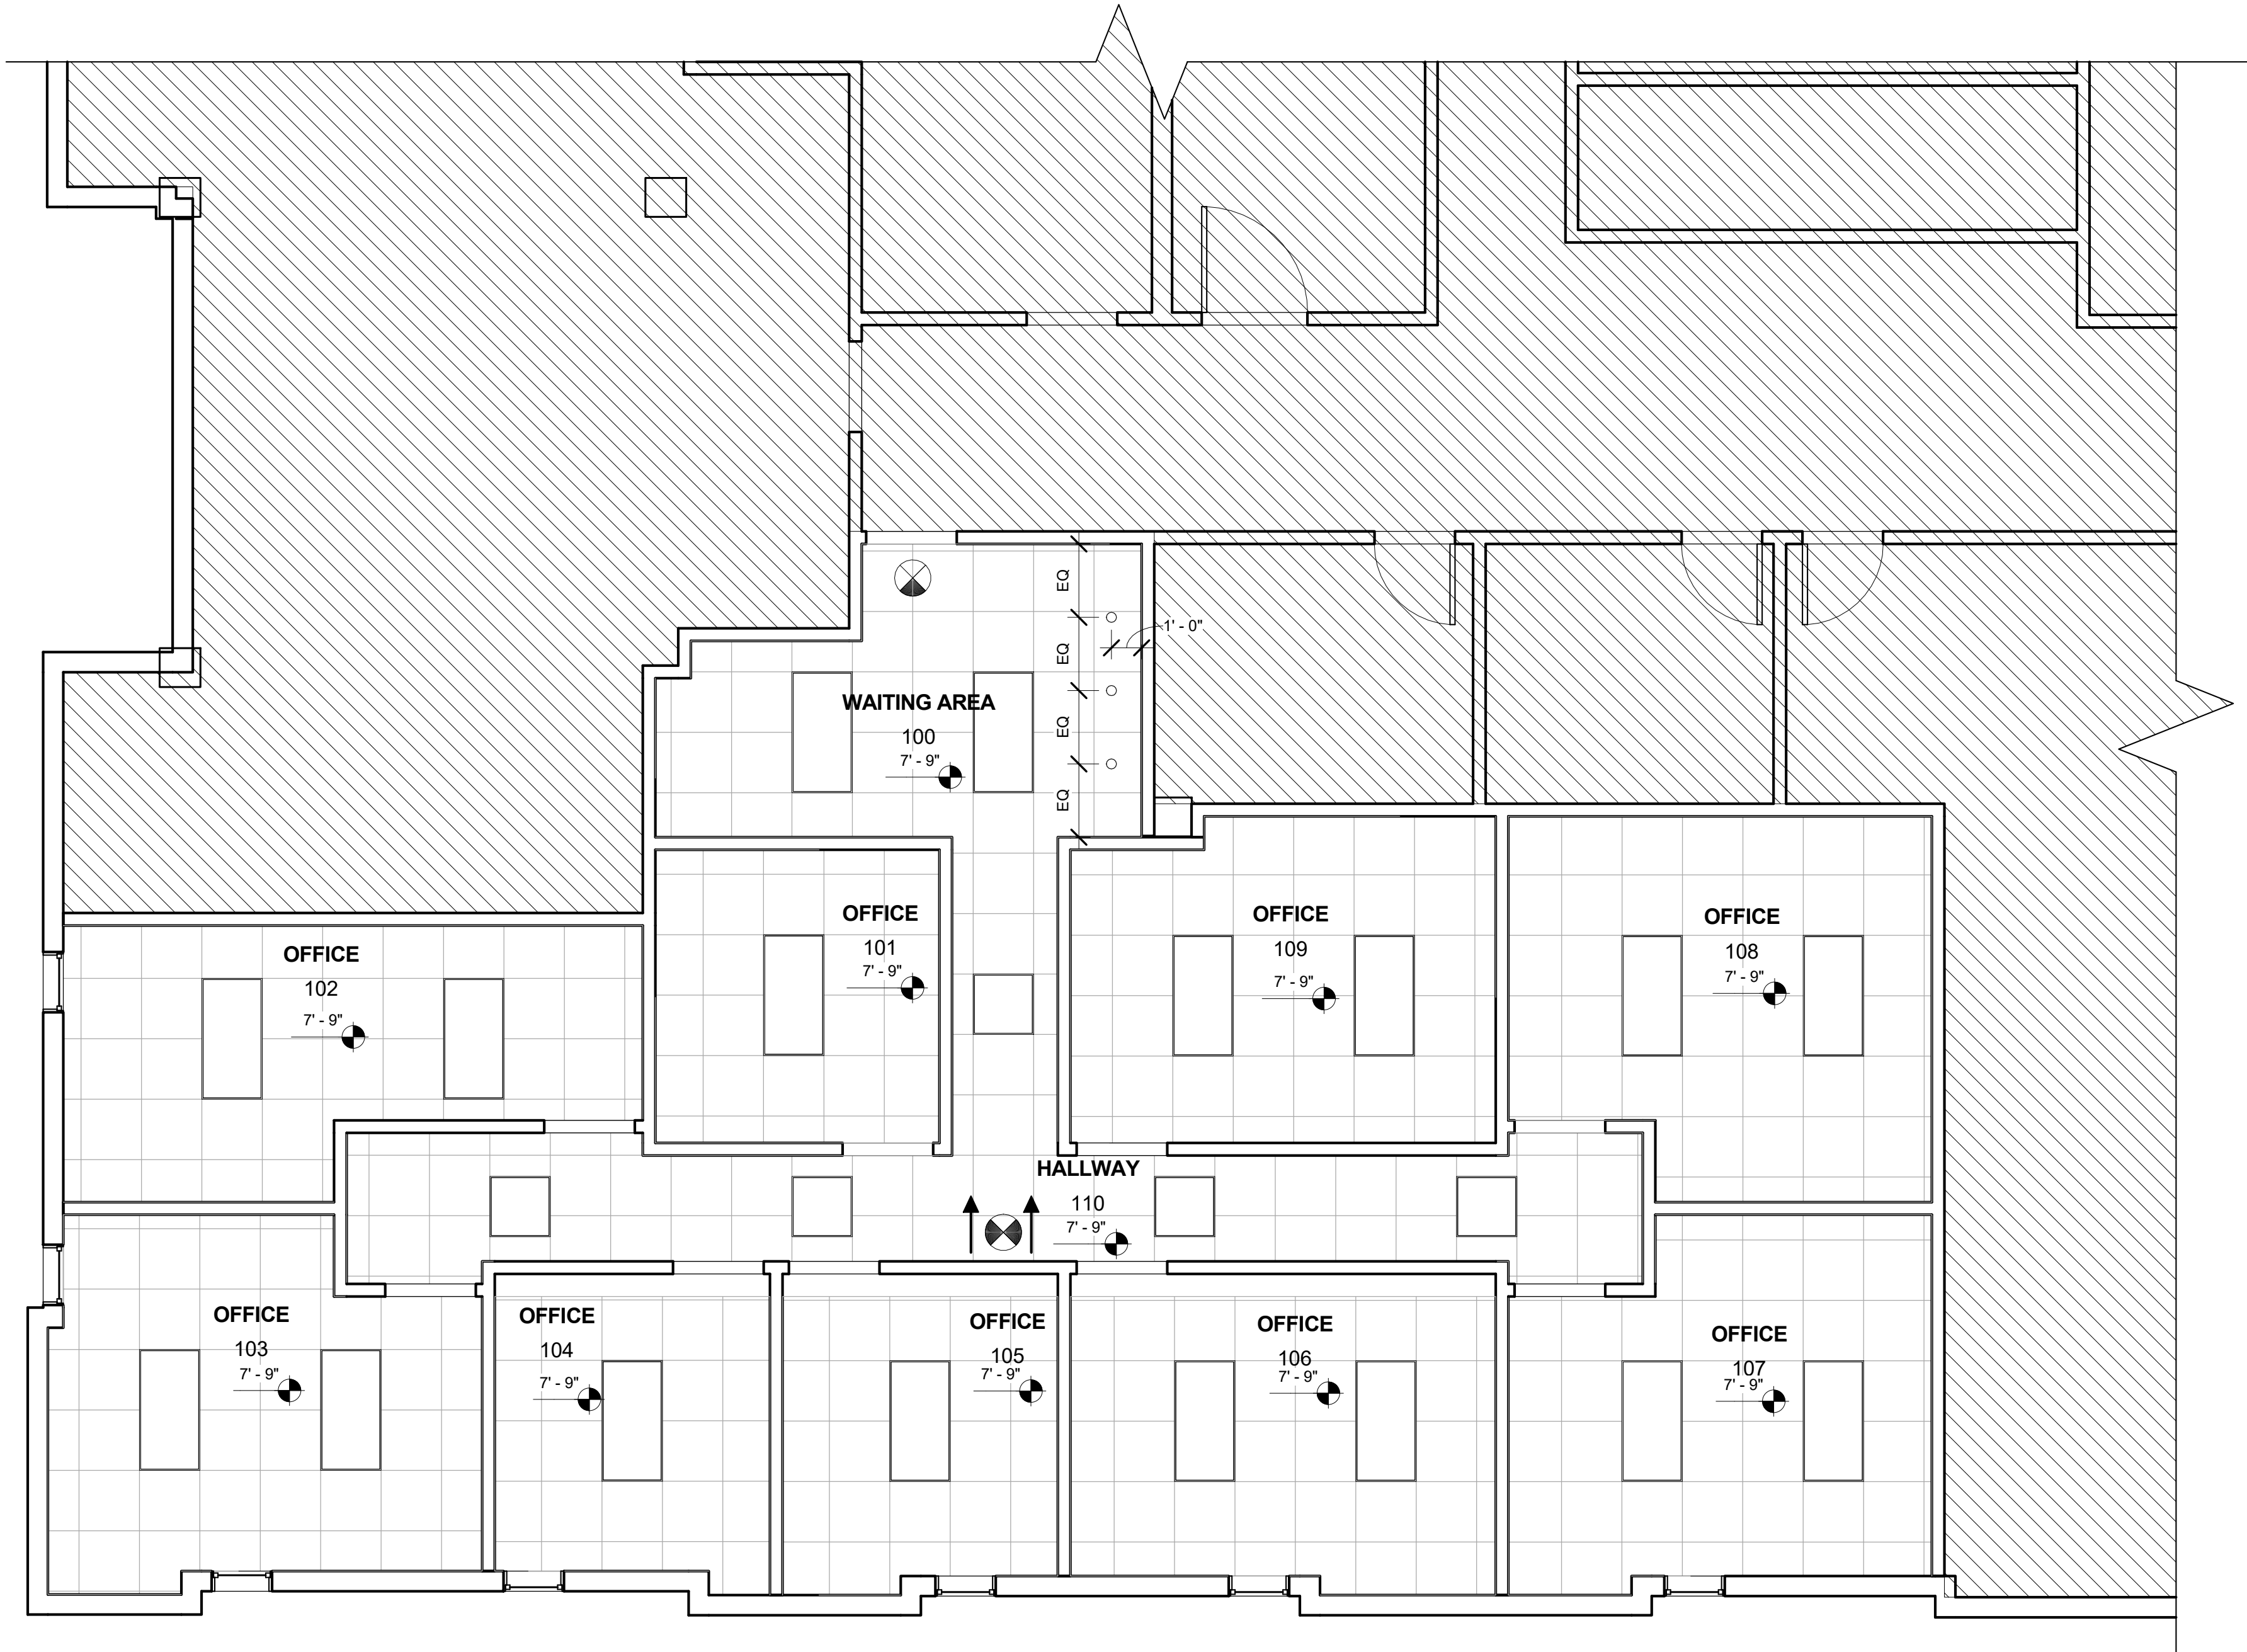 EQ
1' - 0"
EQ
WAITING AREA
100
7' - 9"
EQ
EQ
OFFICE
101
7' - 9"
OFFICE
109
7' - 9"
OFFICE
108
7' - 9"
OFFICE
102
7' - 9"
HALLWAY
110
7' - 9"
OFFICE
103
7' - 9"
OFFICE
104
7' - 9"
OFFICE
105
7' - 9"
OFFICE
106
7' - 9"
OFFICE
107
7' - 9"